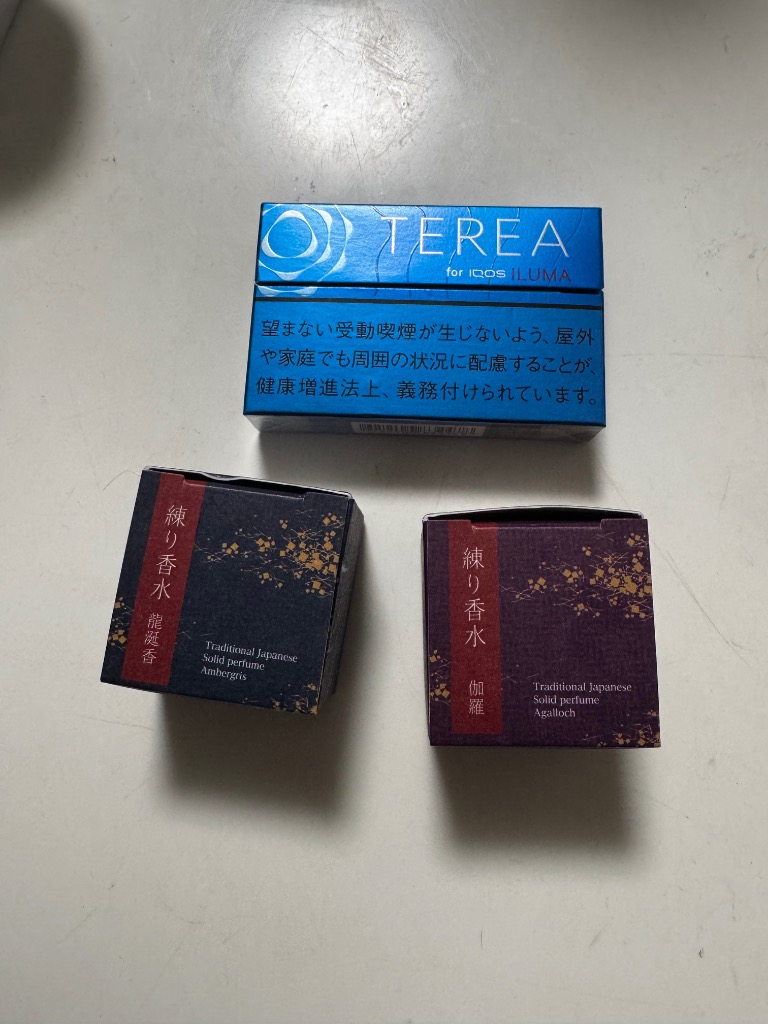 TEREA
for IQOS ILUMA
望まない受動喫煙が生じないよう、屋外
や家庭でも周囲の状況に配慮することが、
健康増進法上、義務付けられています。
練り香水 龍涎香
Traditional Japanese
Solid perfume
Ambergris
練り香水 伽羅
Traditional Japanese
Solid perfume
Agalloch